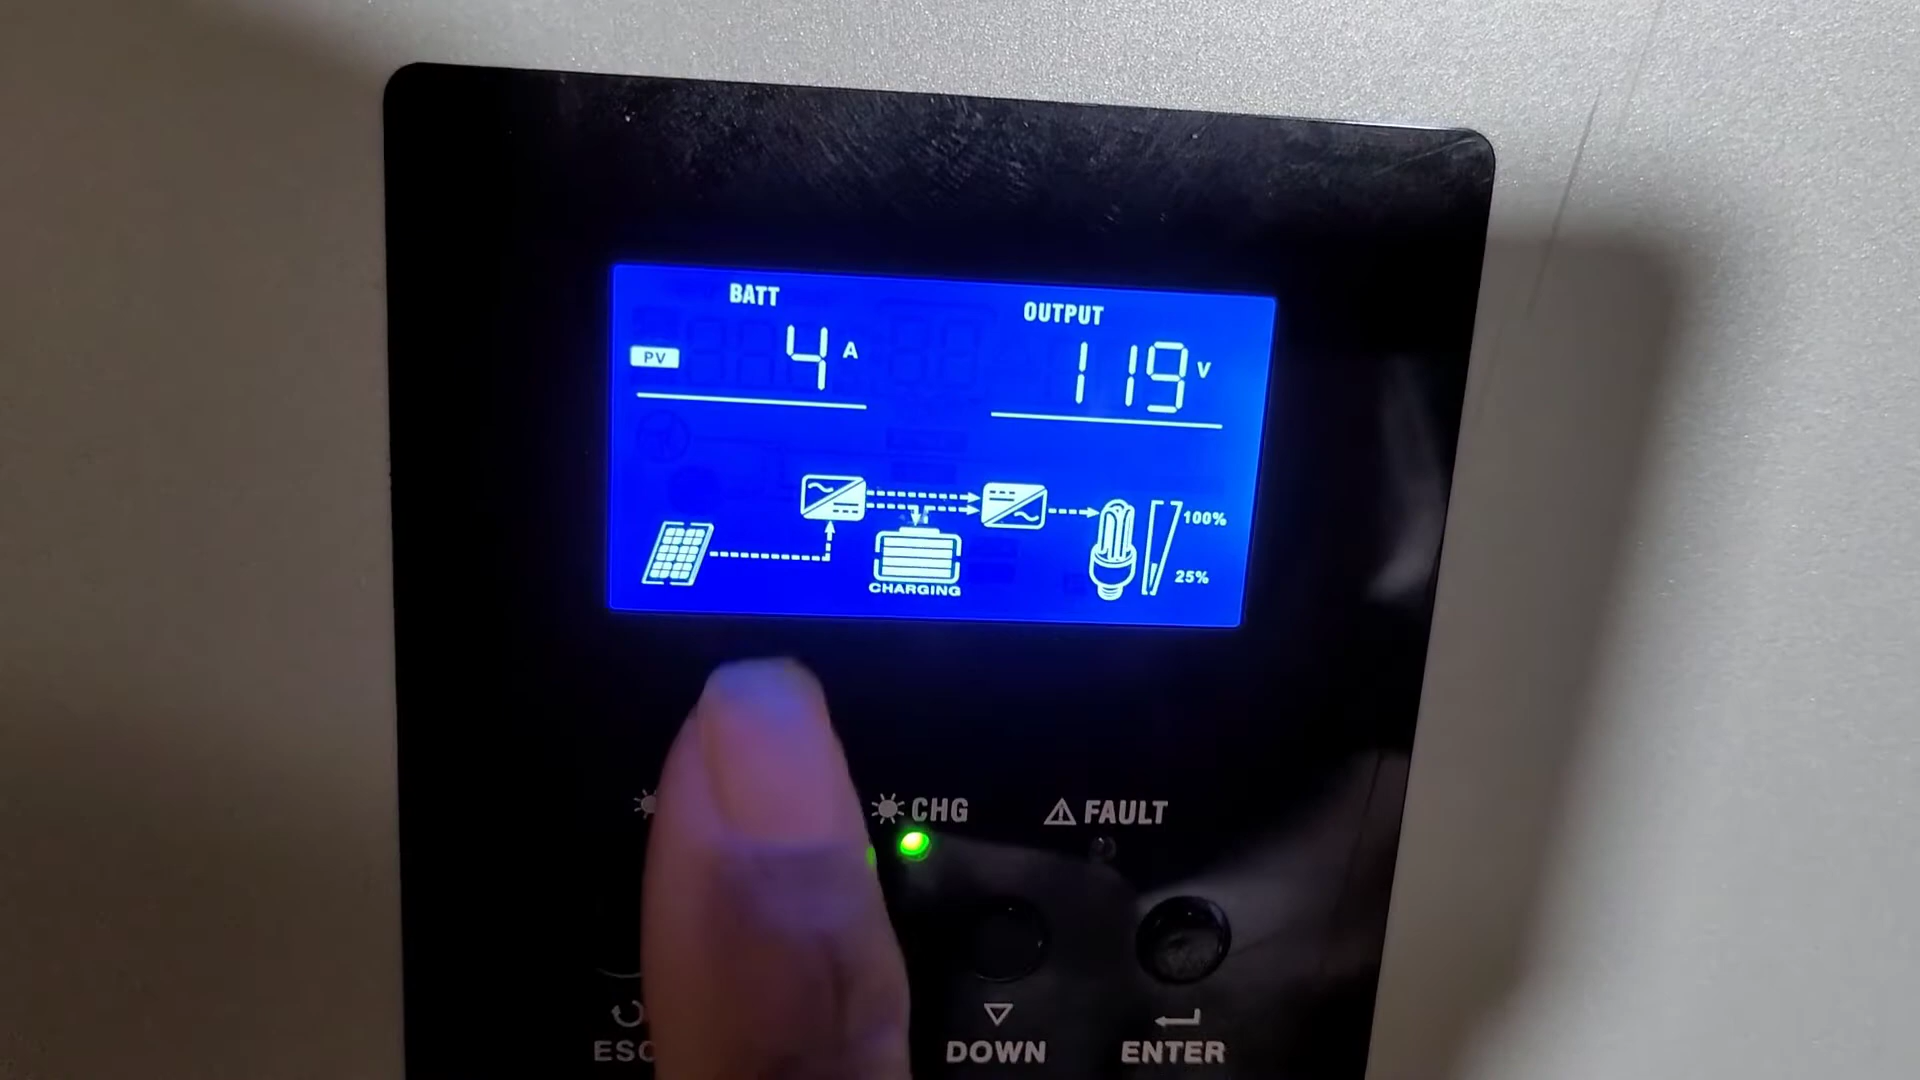 BATT
OUTPUT
PV
4 A
119 V
100%
25%
CHARGING
CHG
FAULT
ESC
DOWN
ENTER